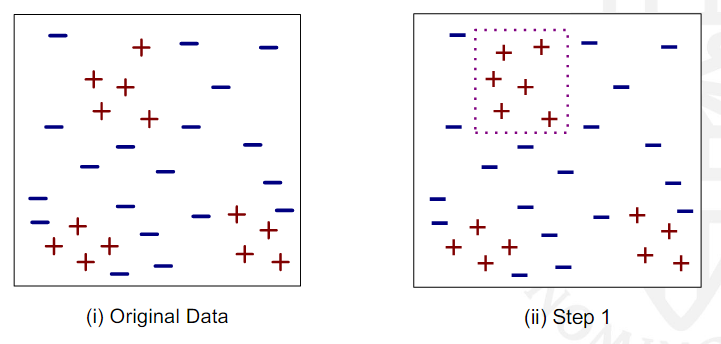 (i) Original Data
(ii) Step 1